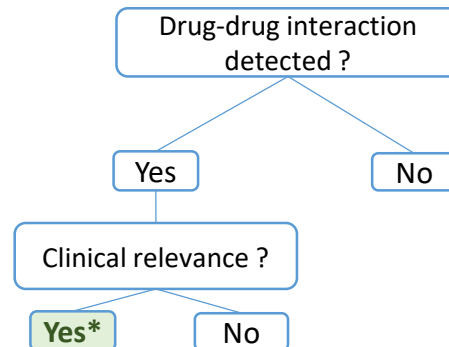 Drug-drug interaction
detected ?
Yes
No
Clinical relevance ?
Yes*
No